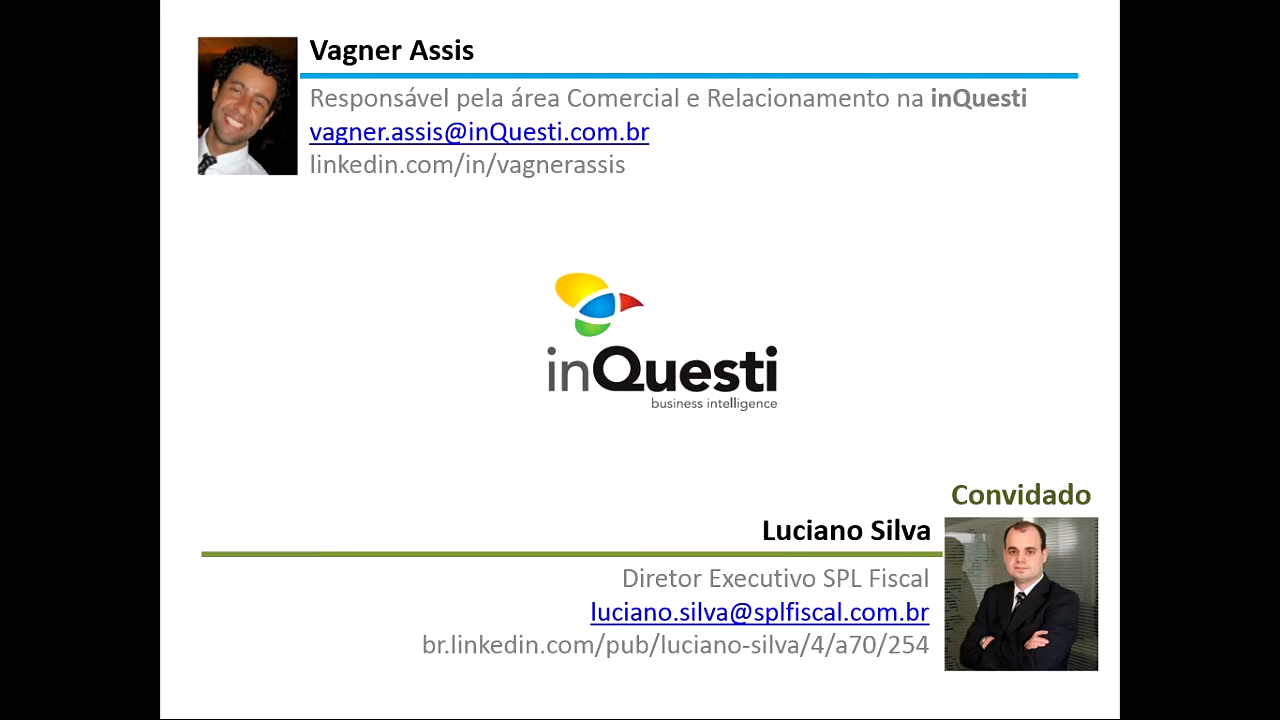 Vagner Assis
Responsável pela área Comercial e Relacionamento na inQuesti
vagner.assis@inQuesti.com.br
linkedin.com/in/vagnerassis
inQuesti
business intelligence
Convidado
Luciano Silva
Diretor Executivo SPL Fiscal
luciano.silva@splfiscal.com.br
br.linkedin.com/pub/luciano-silva/4/a70/254